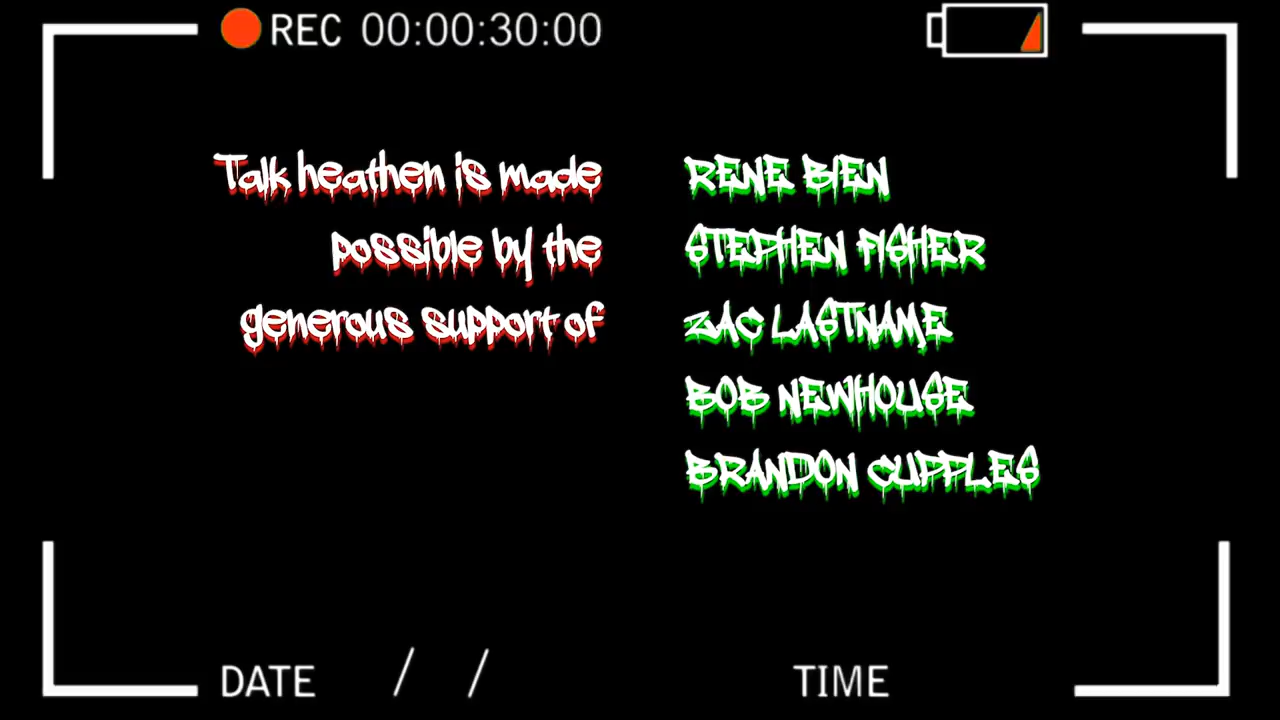 REC 00:00:30:00
Talk heathen is made
possible by the
generous support of
RENE BIEN
STEPHEN FISHER
ZAC LASTNAME
BOB NEWHOUSE
BRANDON CUPPLES
DATE / /
TIME